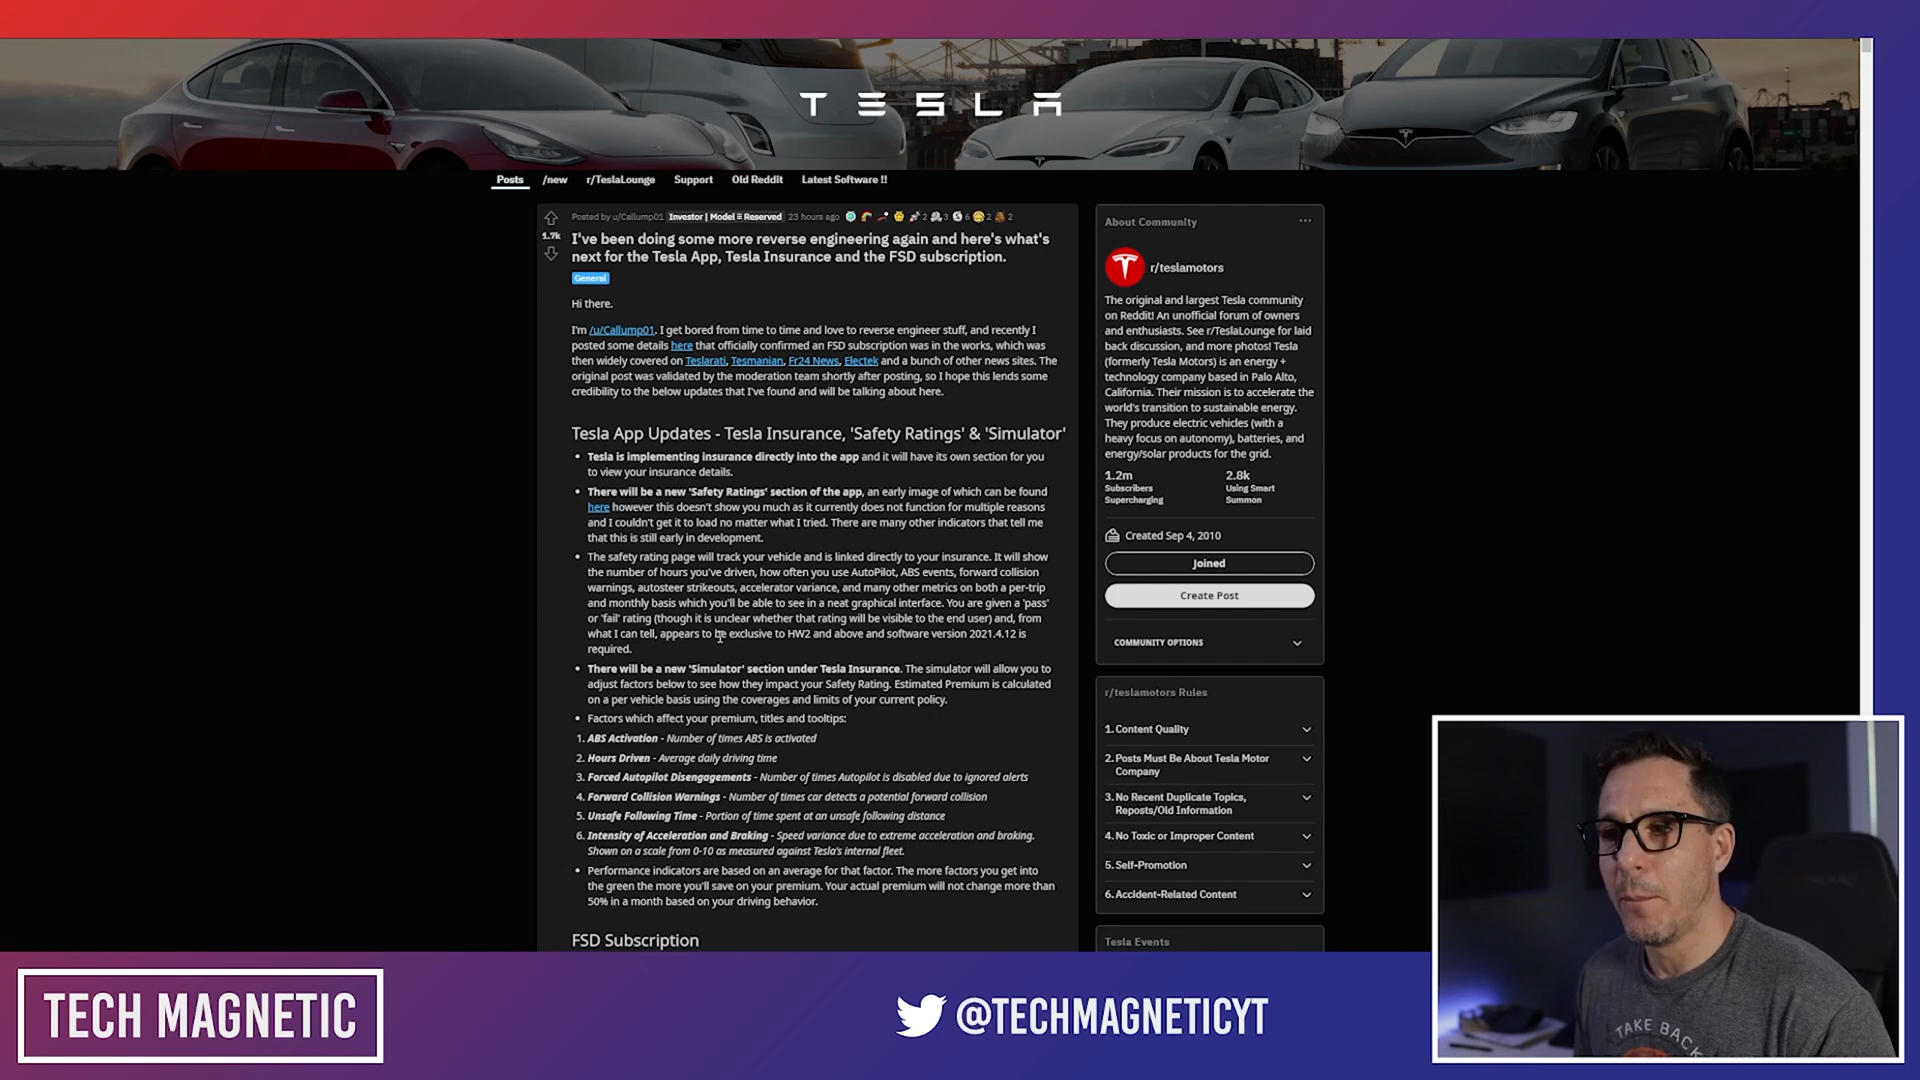 TESLA
Posts /new r/TeslaLounge Support Old Reddit Latest Software !!
Posted by u/Callump01 Investor | Model Ξ Reserved 23 hours ago 2 3 6 2 2
1.7k
I've been doing some more reverse engineering again and here's what's
next for the Tesla App, Tesla Insurance and the FSD subscription.
General
Hi there.
I'm /u/Callump01. I get bored from time to time and love to reverse engineer stuff, and recently I
posted some details here that officially confirmed an FSD subscription was in the works, which was
then widely covered on Teslarati, Tesmanian, Fr24 News, Electek and a bunch of other news sites. The
original post was validated by the moderation team shortly after posting, so I hope this lends some
credibility to the below updates that I've found and will be talking about here.
Tesla App Updates - Tesla Insurance, 'Safety Ratings' & 'Simulator'
• Tesla is implementing insurance directly into the app and it will have its own section for you
to view your insurance details.
• There will be a new 'Safety Ratings' section of the app, an early image of which can be found
here however this doesn't show you much as it currently does not function for multiple reasons
and I couldn't get it to load no matter what I tried. There are many other indicators that tell me
that this is still early in development.
• The safety rating page will track your vehicle and is linked directly to your insurance. It will show
the number of hours you've driven, how often you use AutoPilot, ABS events, forward collision
warnings, autosteer strikeouts, accelerator variance, and many other metrics on both a per-trip
and monthly basis which you'll be able to see in a neat graphical interface. You are given a 'pass'
or 'fail' rating (though it is unclear whether that rating will be visible to the end user) and, from
what I can tell, appears to be exclusive to HW2 and above and software version 2021.4.12 is
required.
• There will be a new 'Simulator' section under Tesla Insurance. The simulator will allow you to
adjust factors below to see how they impact your Safety Rating. Estimated Premium is calculated
on a per vehicle basis using the coverages and limits of your current policy.
• Factors which affect your premium, titles and tooltips:
1. ABS Activation - Number of times ABS is activated
2. Hours Driven - Average daily driving time
3. Forced Autopilot Disengagements - Number of times Autopilot is disabled due to ignored alerts
4. Forward Collision Warnings - Number of times car detects a potential forward collision
5. Unsafe Following Time - Portion of time spent at an unsafe following distance
6. Intensity of Acceleration and Braking - Speed variance due to extreme acceleration and braking.
Shown on a scale from 0-10 as measured against Tesla's internal fleet.
• Performance indicators are based on an average for that factor. The more factors you get into
the green the more you'll save on your premium. Your actual premium will not change more than
50% in a month based on your driving behavior.
FSD Subscription
About Community
r/teslamotors
The original and largest Tesla community
on Reddit! An unofficial forum of owners
and enthusiasts. See r/TeslaLounge for laid
back discussion, and more photos! Tesla
(formerly Tesla Motors) is an energy +
technology company based in Palo Alto,
California. Their mission is to accelerate the
world's transition to sustainable energy.
They produce electric vehicles (with a
heavy focus on autonomy), batteries, and
energy/solar products for the grid.
1.2m 2.8k
Subscribers Using Smart
Supercharging Summon
Created Sep 4, 2010
Joined
Create Post
COMMUNITY OPTIONS
r/teslamotors Rules
1. Content Quality
2. Posts Must Be About Tesla Motor
Company
3. No Recent Duplicate Topics,
Reposts/Old Information
4. No Toxic or Improper Content
5. Self-Promotion
6. Accident-Related Content
Tesla Events
TAKE BACK
TECH MAGNETIC
@TECHMAGNETICYT